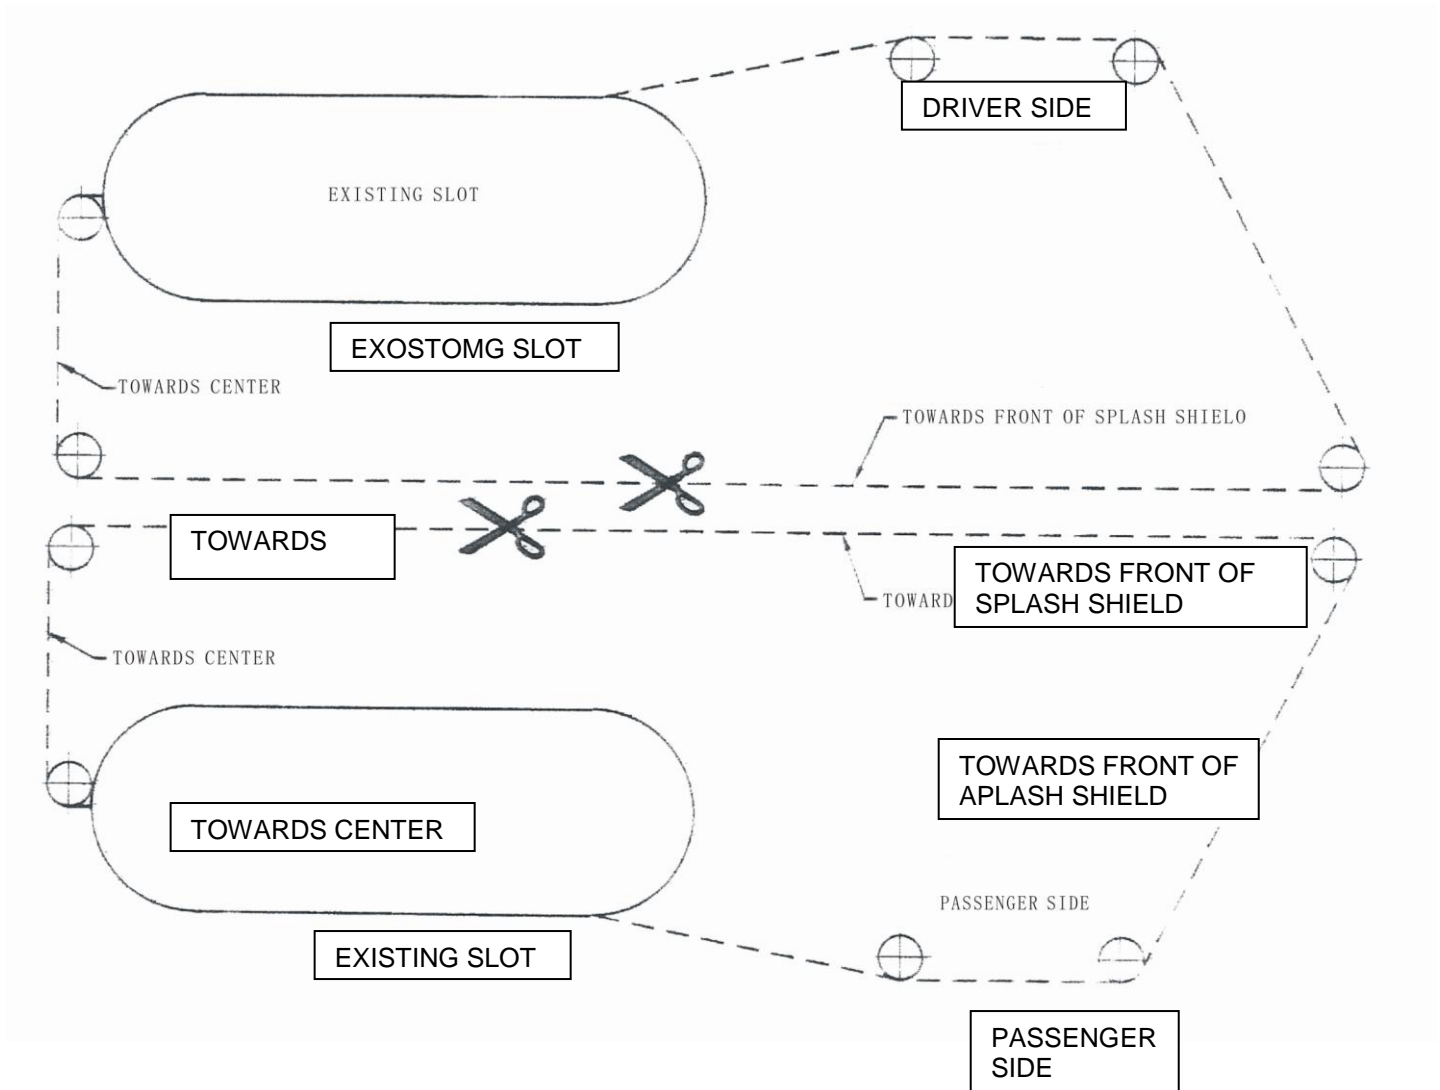 DRIVER SIDE
EXISTING SLOT
EXOSTOMG SLOT
TOWARDS CENTER
TOWARDS FRONT OF SPLASH SHIELO
TOWARDS
TOWARDS FRONT OF
SPLASH SHIELD
TOWARD
TOWARDS CENTER
TOWARDS FRONT OF
APLASH SHIELD
TOWARDS CENTER
PASSENGER SIDE
EXISTING SLOT
PASSENGER
SIDE